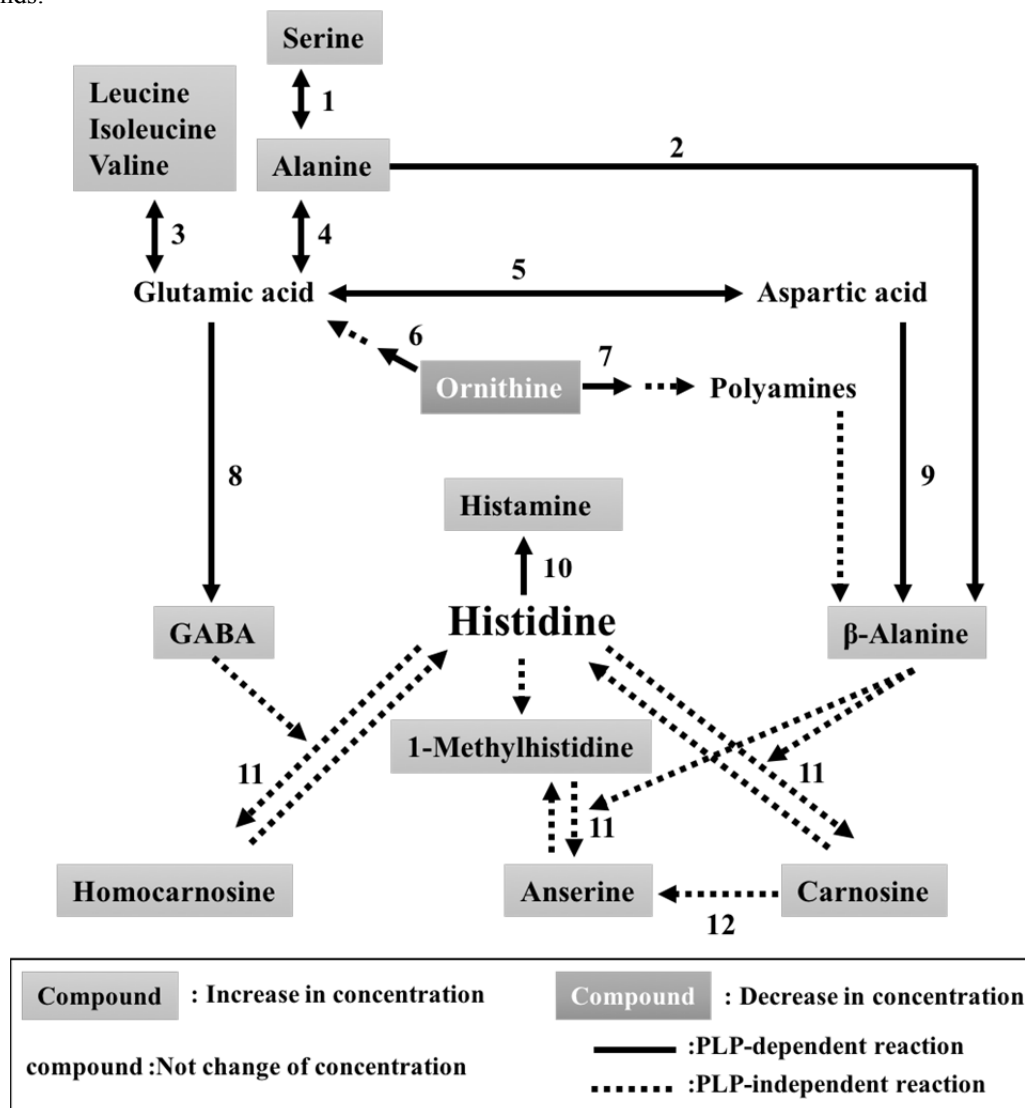 Serine
Leucine
Isoleucine
Valine
1
Alanine
2
3
4
Glutamic acid
5
Aspartic acid
6
Ornithine
7
Polyamines
8
9
Histamine
10
Histidine
GABA
β-Alanine
1-Methylhistidine
11
11
11
Homocarnosine
Anserine
Carnosine
12
Compound : Increase in concentration
Compound : Decrease in concentration
compound :Not change of concentration
:PLP-dependent reaction
:PLP-independent reaction